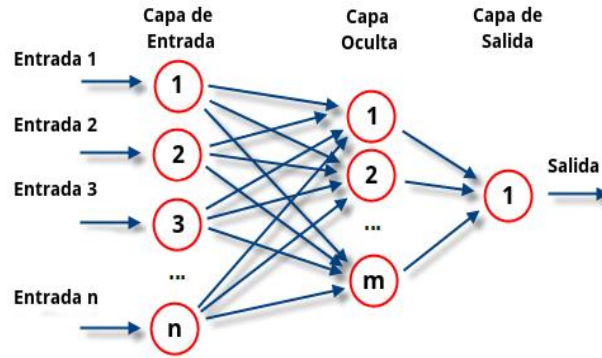 Capa de
Entrada
Capa
Oculta
Capa de
Salida
Entrada 1
Entrada 2
Entrada 3
Entrada n
1
2
3
...
n
1
2
...
m
1
Salida